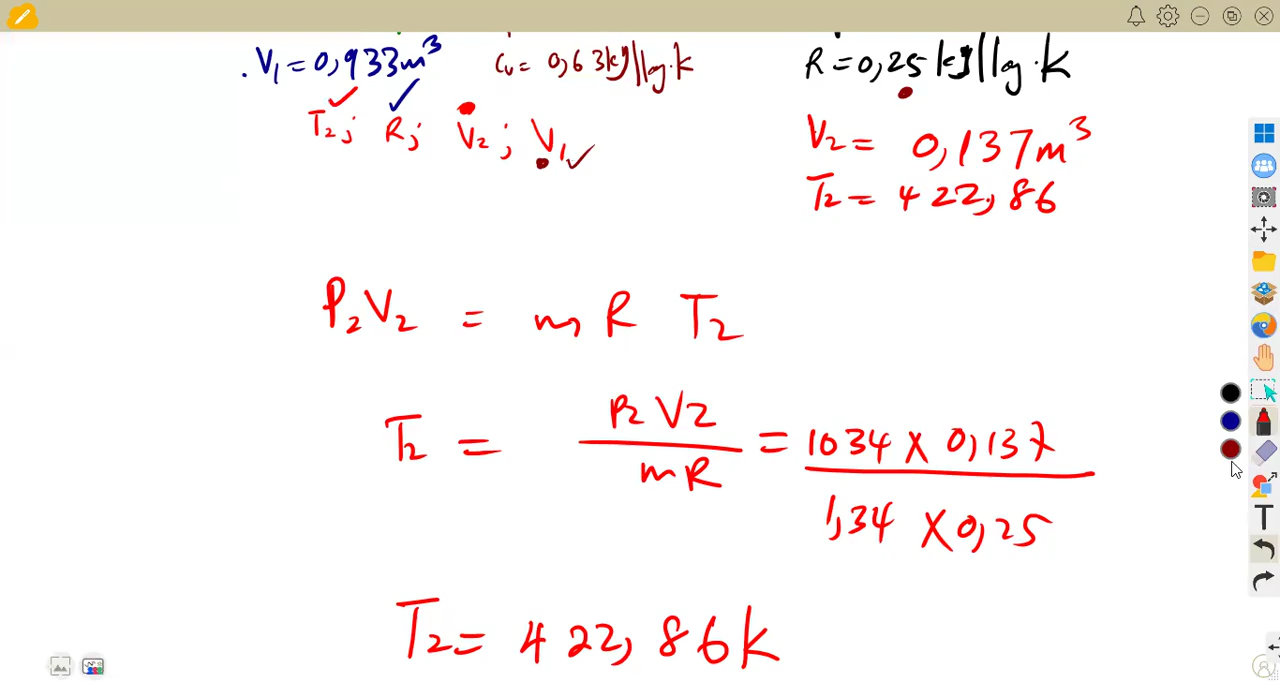 . V₁ = 0,933m³
Cv = 0,63kJ/kg.k
R = 0,25 kJ/kg.k
T₂; R; V₂; V₁
V₂ = 0,137m³
T₂ = 422,86
P₂V₂ = m R T₂
T₂ = P₂ V2 / m R = 1034 x 0,137 / 1,34 x 0,25
T₂ = 422,86k
T